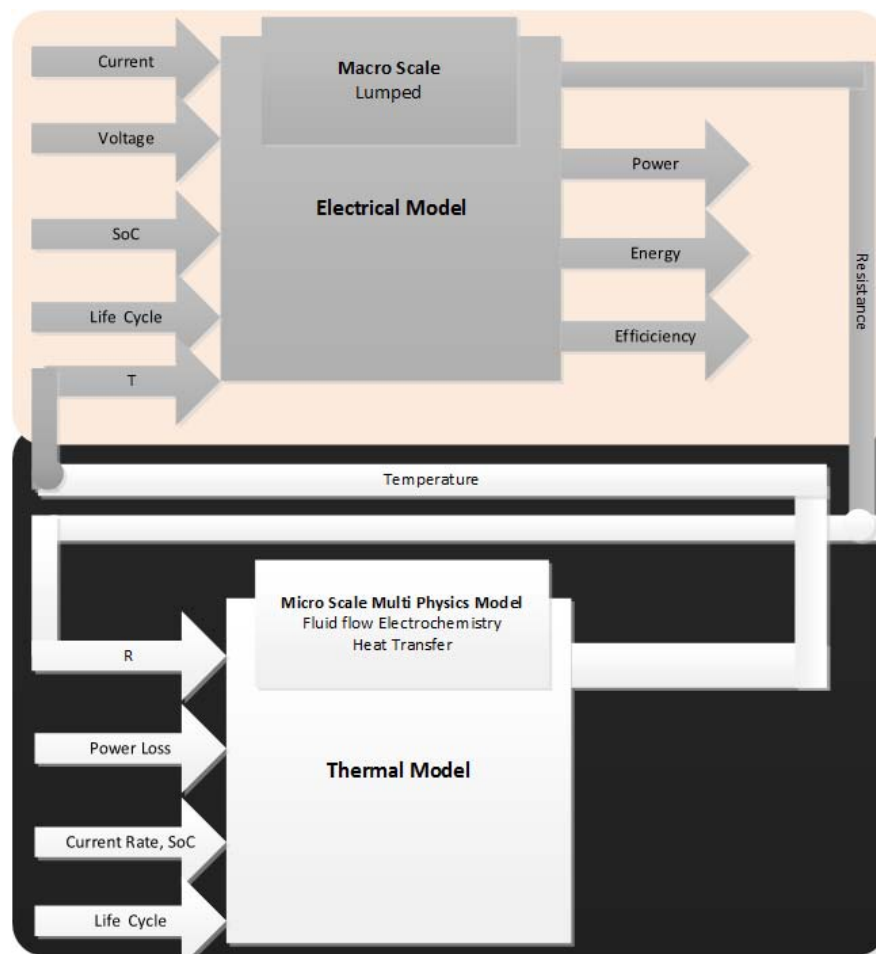 Current
Macro Scale
Lumped
Voltage
Power
Electrical Model
SoC
Energy
Resistance
Life Cycle
Efficiciency
T
Temperature
Micro Scale Multi Physics Model
Fluid flow Electrochemistry
Heat Transfer
R
Power Loss
Thermal Model
Current Rate, SoC
Life Cycle